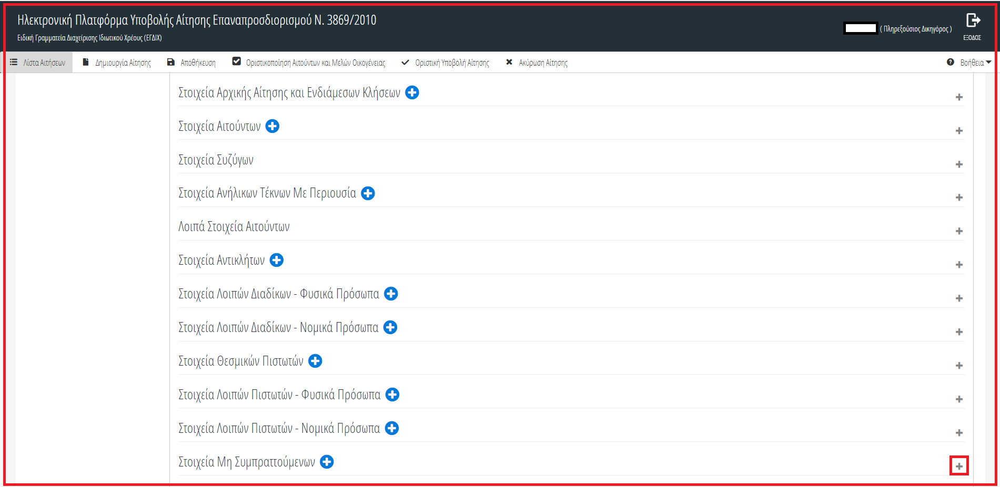 Ηλεκτρονική Πλατφόρμα Υποβολής Αίτησης Επαναπροσδιορισμού Ν. 3869/2010
Ειδική Γραμματεία Διαχείρισης Ιδιωτικού Χρέους (ΕΓΔΙΧ)
( Πληρεξούσιος Δικηγόρος )
ΕΞΟΔΟΣ
Λίστα Αιτήσεων Δημιουργία Αίτησης Αποθήκευση Οριστικοποίηση Αιτούντων και Μελών Οικογένειας Οριστική Υποβολή Αίτησης Ακύρωση Αίτησης Βοήθεια
Στοιχεία Αρχικής Αίτησης και Ενδιάμεσων Κλήσεων
Στοιχεία Αιτούντων
Στοιχεία Συζύγων
Στοιχεία Ανήλικων Τέκνων Με Περιουσία
Λοιπά Στοιχεία Αιτούντων
Στοιχεία Αντικλήτων
Στοιχεία Λοιπών Διαδίκων - Φυσικά Πρόσωπα
Στοιχεία Λοιπών Διαδίκων - Νομικά Πρόσωπα
Στοιχεία Θεσμικών Πιστωτών
Στοιχεία Λοιπών Πιστωτών - Φυσικά Πρόσωπα
Στοιχεία Λοιπών Πιστωτών - Νομικά Πρόσωπα
Στοιχεία Μη Συμπραττούμενων